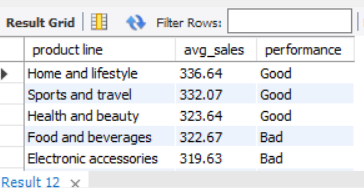 Result Grid Filter Rows:
product line avg_sales performance
Home and lifestyle 336.64 Good
Sports and travel 332.07 Good
Health and beauty 323.64 Good
Food and beverages 322.67 Bad
Electronic accessories 319.63 Bad
Result 12 ×